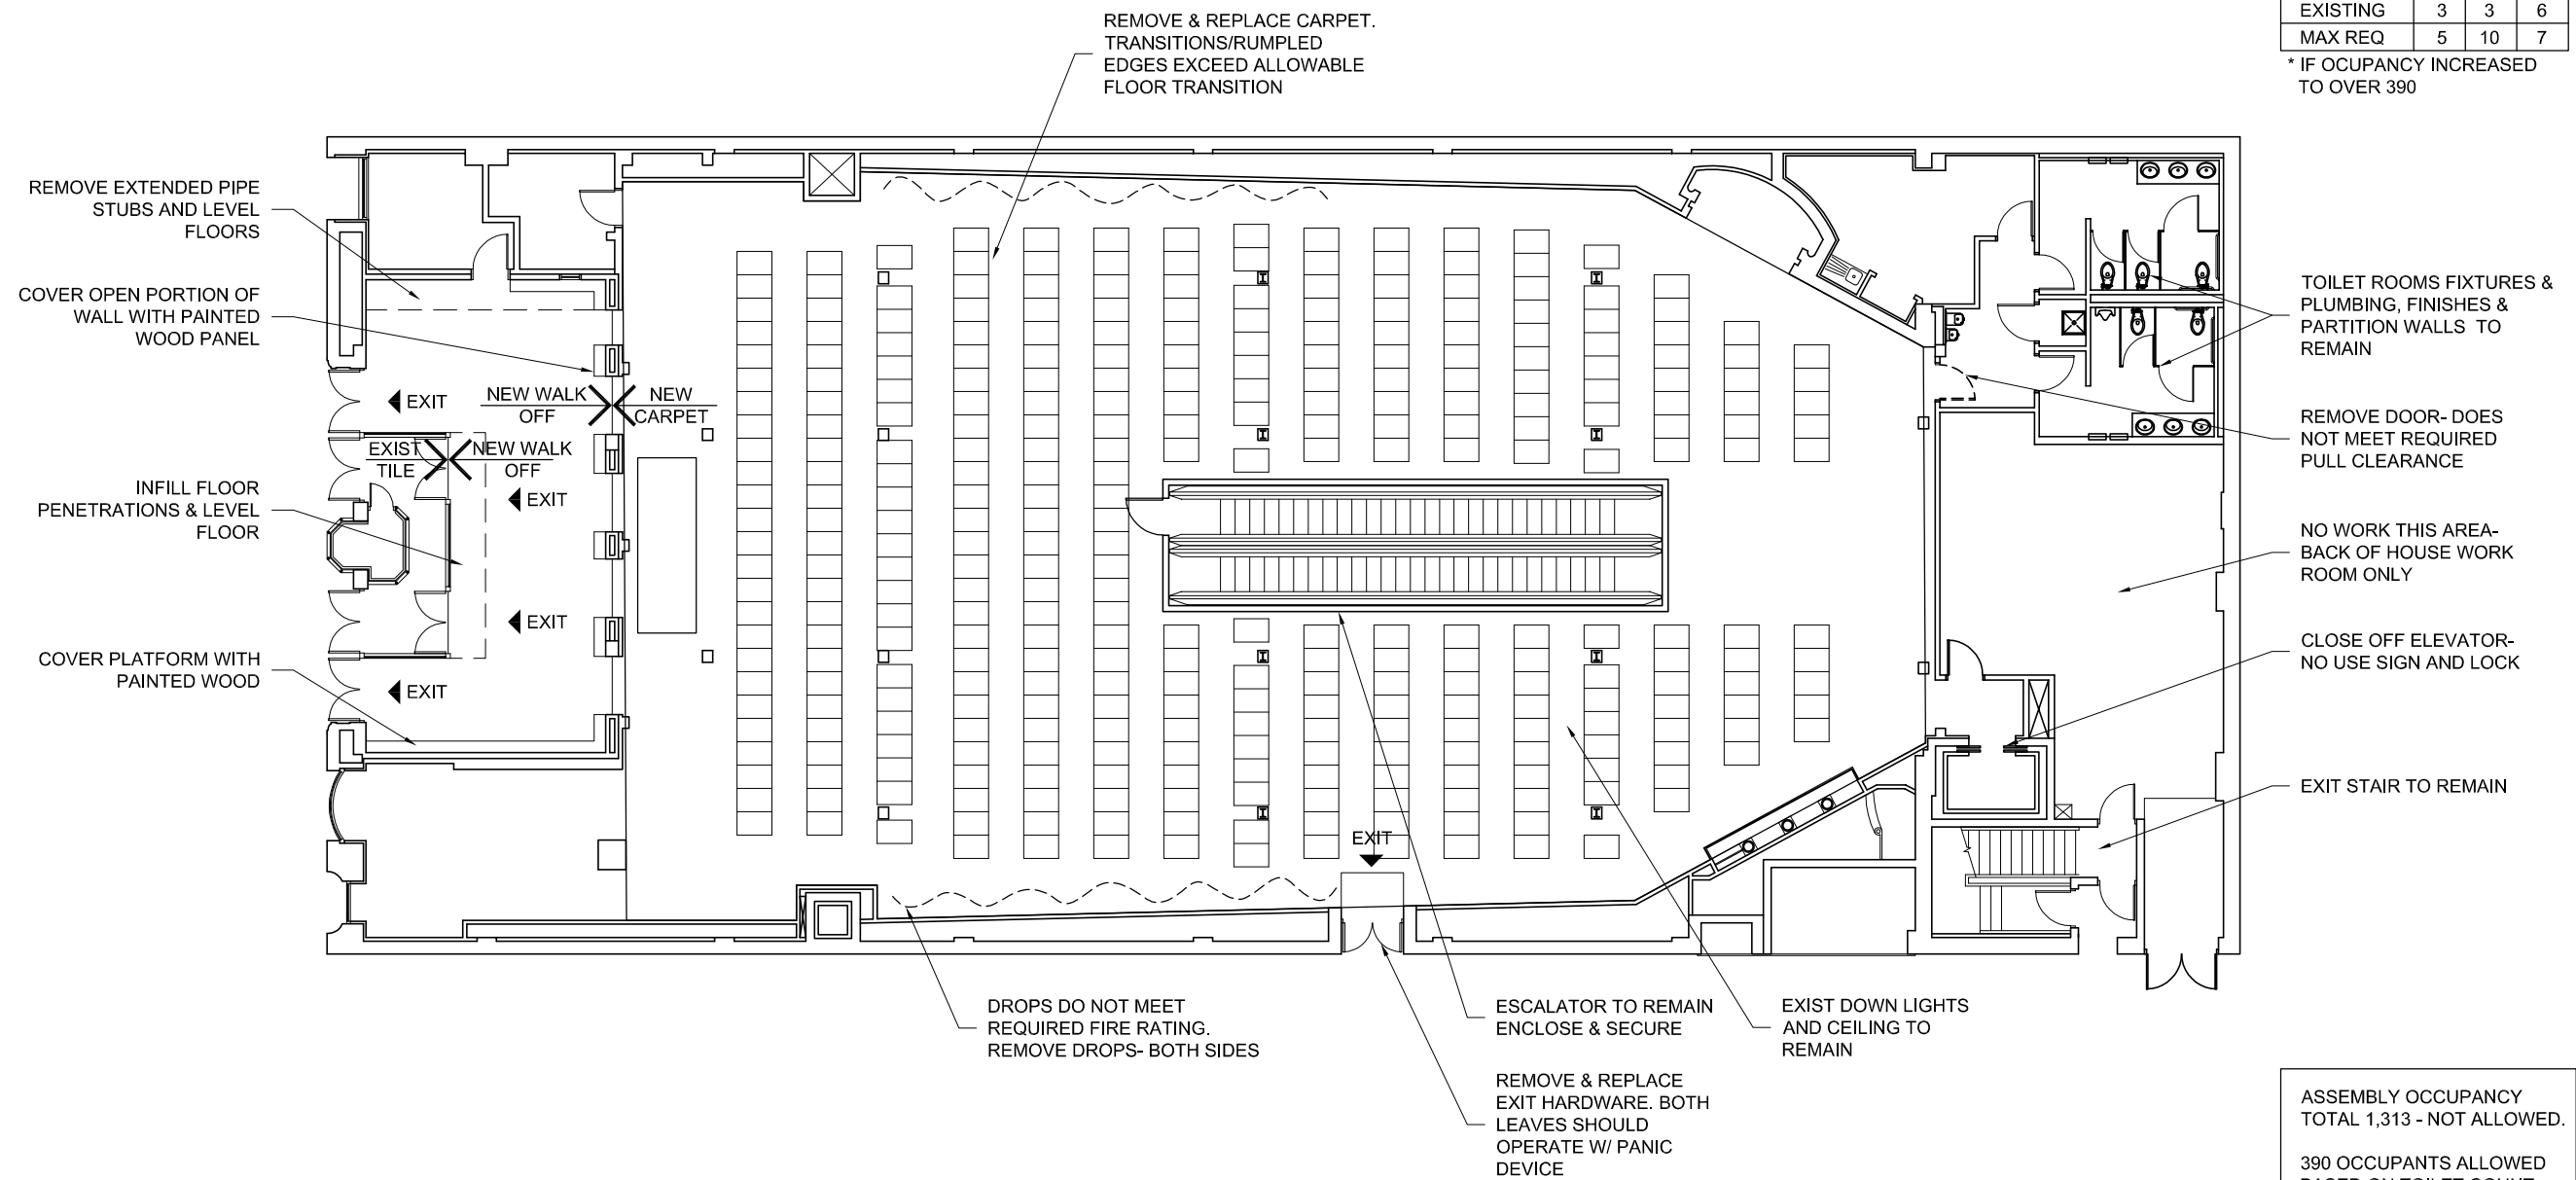 REMOVE & REPLACE CARPET.
TRANSITIONS/RUMPLED
EDGES EXCEED ALLOWABLE
FLOOR TRANSITION
EXISTING 3 3 6
MAX REQ 5 10 7
* IF OCUPANCY INCREASED
TO OVER 390
REMOVE EXTENDED PIPE
STUBS AND LEVEL
FLOORS
COVER OPEN PORTION OF
WALL WITH PAINTED
WOOD PANEL
INFILL FLOOR
PENETRATIONS & LEVEL
FLOOR
COVER PLATFORM WITH
PAINTED WOOD
EXIT
NEW WALK
OFF
NEW
CARPET
EXIST
TILE
NEW WALK
OFF
EXIT
EXIT
EXIT
EXIT
TOILET ROOMS FIXTURES &
PLUMBING, FINISHES &
PARTITION WALLS TO
REMAIN
REMOVE DOOR- DOES
NOT MEET REQUIRED
PULL CLEARANCE
NO WORK THIS AREA-
BACK OF HOUSE WORK
ROOM ONLY
CLOSE OFF ELEVATOR-
NO USE SIGN AND LOCK
EXIT STAIR TO REMAIN
DROPS DO NOT MEET
REQUIRED FIRE RATING.
REMOVE DROPS- BOTH SIDES
ESCALATOR TO REMAIN
ENCLOSE & SECURE
EXIST DOWN LIGHTS
AND CEILING TO
REMAIN
REMOVE & REPLACE
EXIT HARDWARE. BOTH
LEAVES SHOULD
OPERATE W/ PANIC
DEVICE
ASSEMBLY OCCUPANCY
TOTAL 1,313 - NOT ALLOWED.
390 OCCUPANTS ALLOWED
BASED ON TOILET COUNT